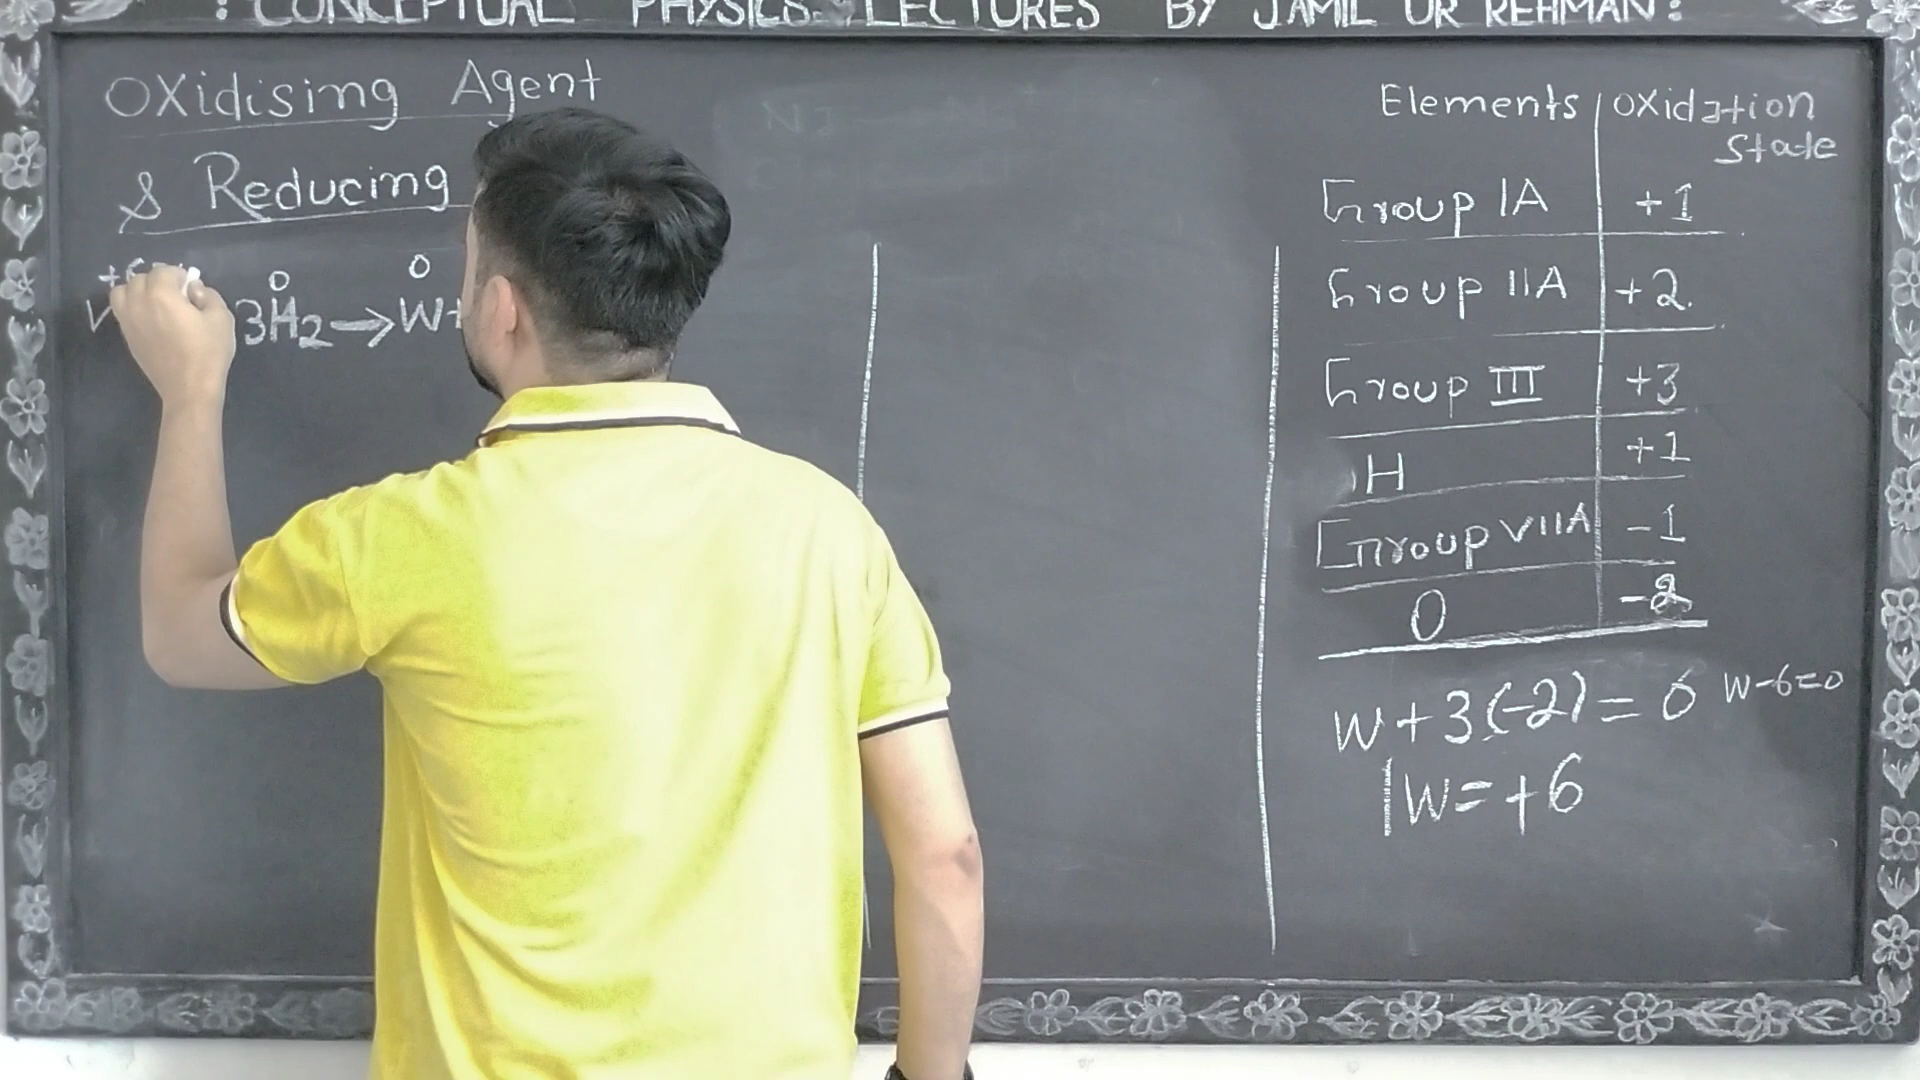 : CONCEPTUAL PHYSICS LECTURES BY JAMIL UR REHMAN:
OXidising Agent
& Reducing
0 0
3H2→W+
Elements OXidation
State
Group IA +1
Group IIA +2
Group III +3
H +1
Group VIIA -1
O -2
W+3(-2)=0 W-6=0
W=+6